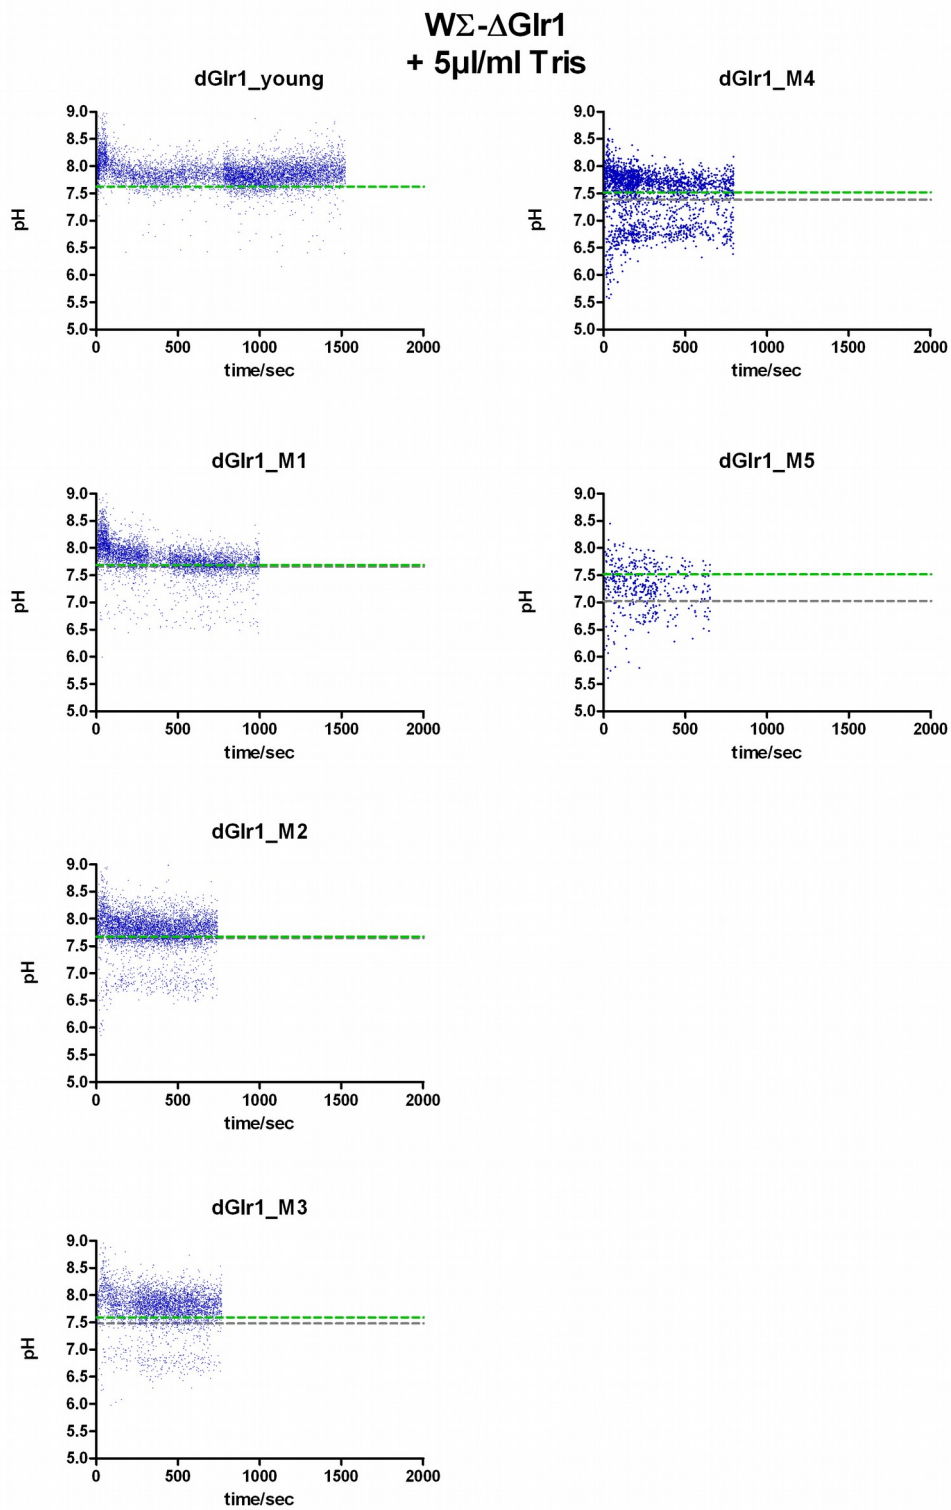 WΣ-ΔGlr1
+ 5µl/ml Tris
dGlr1_young
9.0
8.5
8.0
7.5
7.0
6.5
6.0
5.5
5.0
pH
0 500 1000 1500 2000
time/sec
dGlr1_M4
9.0
8.5
8.0
7.5
7.0
6.5
6.0
5.5
5.0
pH
0 500 1000 1500 2000
time/sec
dGlr1_M1
9.0
8.5
8.0
7.5
7.0
6.5
6.0
5.5
5.0
pH
0 500 1000 1500 2000
time/sec
dGlr1_M5
9.0
8.5
8.0
7.5
7.0
6.5
6.0
5.5
5.0
pH
0 500 1000 1500 2000
time/sec
dGlr1_M2
9.0
8.5
8.0
7.5
7.0
6.5
6.0
5.5
5.0
pH
0 500 1000 1500 2000
time/sec
dGlr1_M3
9.0
8.5
8.0
7.5
7.0
6.5
6.0
5.5
5.0
pH
0 500 1000 1500 2000
time/sec